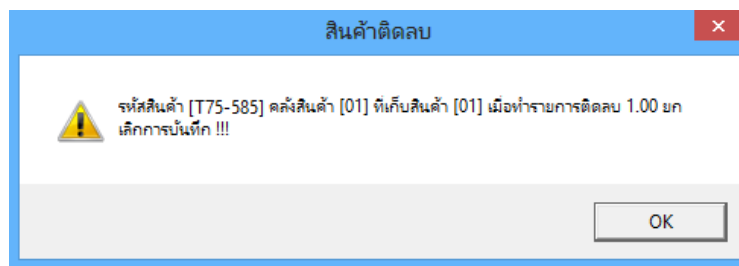 สินค้าติดลบ
รหัสสินค้า [T75-585] คลังสินค้า [01] ที่เก็บสินค้า [01] เมื่อทำรายการติดลบ 1.00 ยก
เลิกการบันทึก !!!
OK